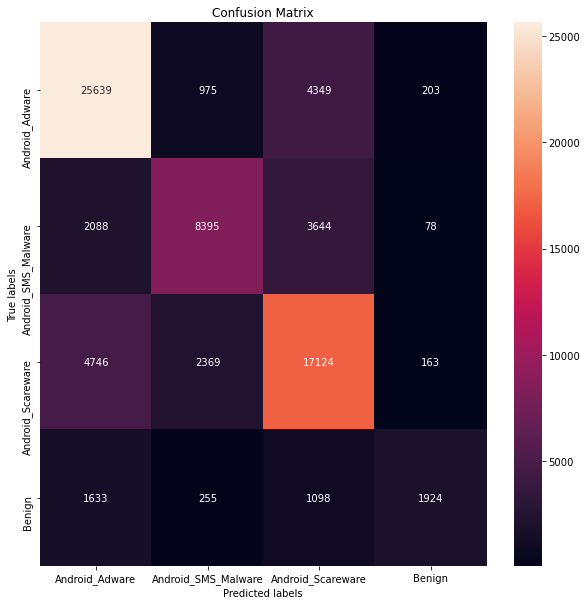 Confusion Matrix
True labels
Android_Adware
25639 975 4349 203
Android_SMS_Malware
2088 8395 3644 78
Android_Scareware
4746 2369 17124 163
Benign
1633 255 1098 1924
Android_Adware Android_SMS_Malware Android_Scareware Benign
Predicted labels
25000
20000
15000
10000
5000